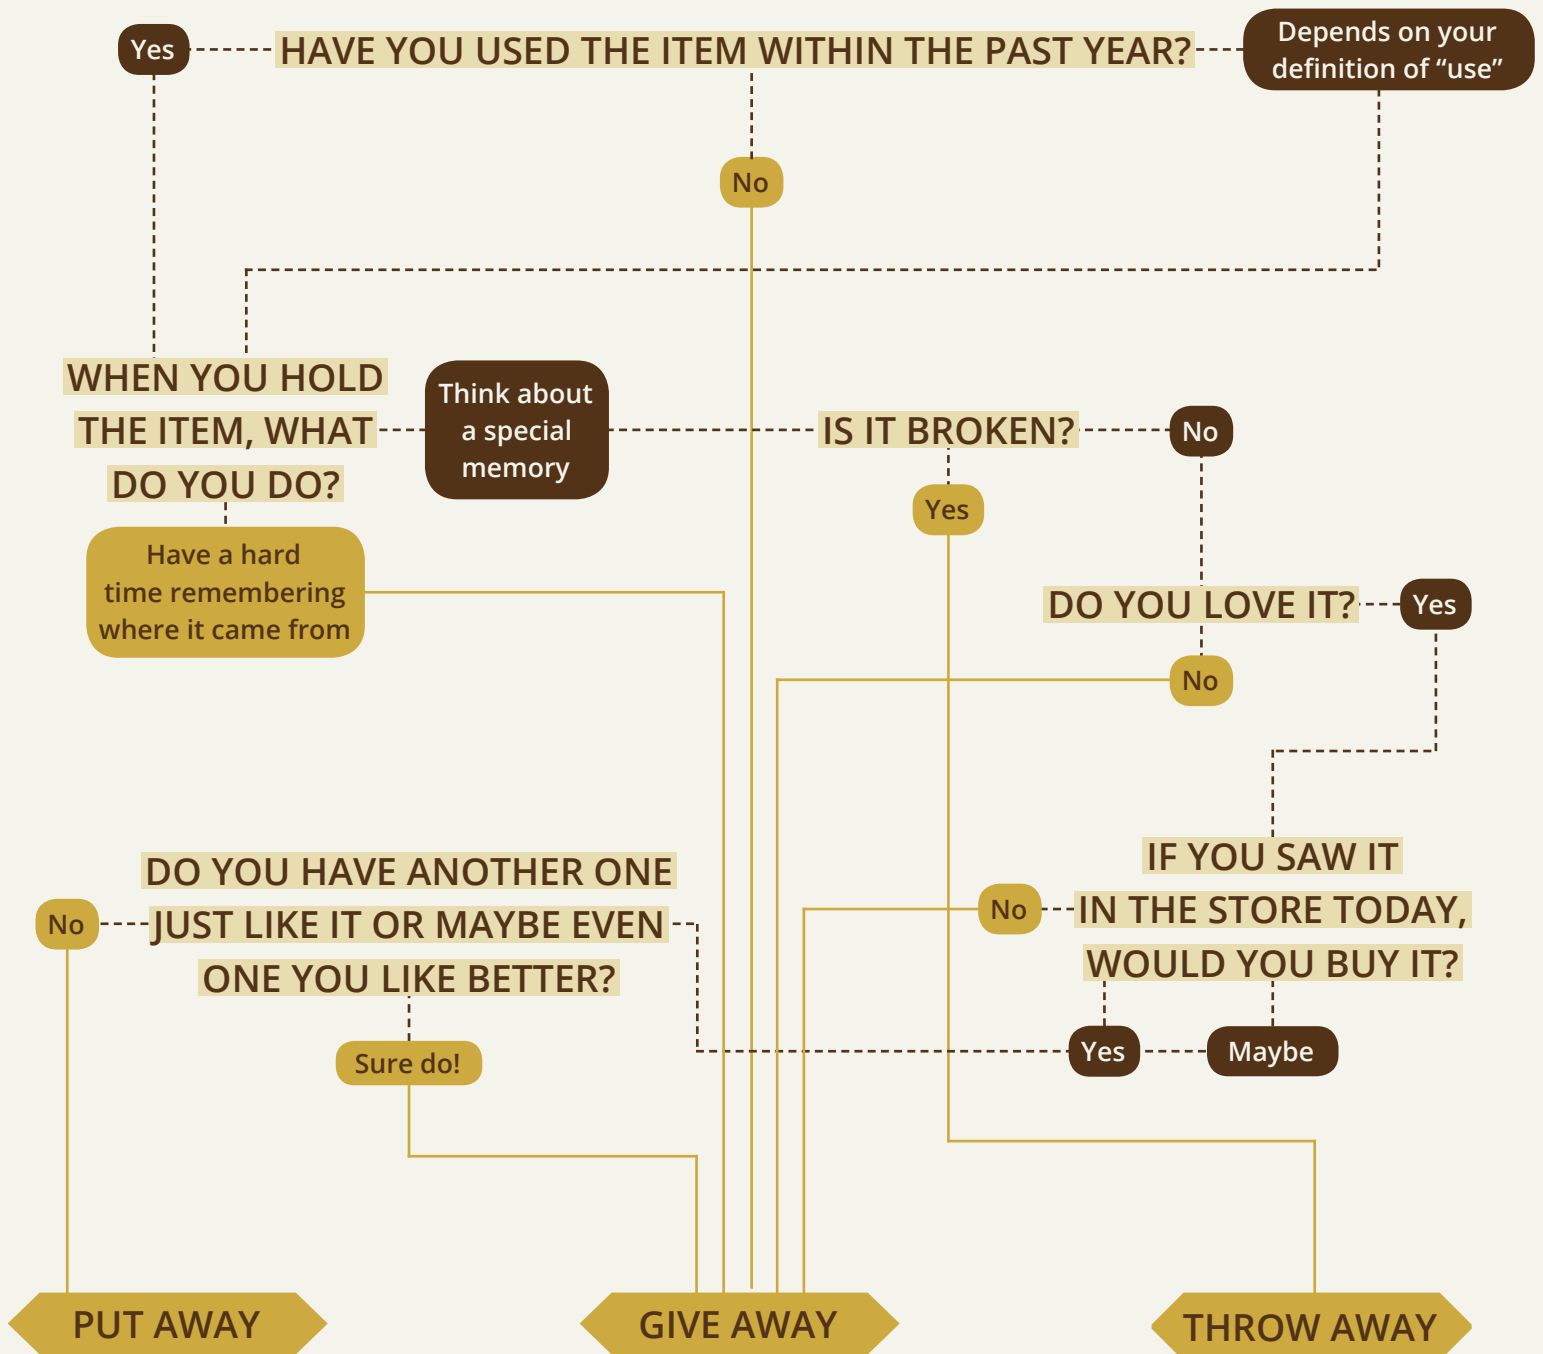 Yes
HAVE YOU USED THE ITEM WITHIN THE PAST YEAR?
Depends on your
definition of “use”
No
WHEN YOU HOLD
THE ITEM, WHAT
DO YOU DO?
Think about
a special
memory
IS IT BROKEN?
No
Yes
Have a hard
time remembering
where it came from
DO YOU LOVE IT?
Yes
No
IF YOU SAW IT
IN THE STORE TODAY,
WOULD YOU BUY IT?
No
Yes
Maybe
DO YOU HAVE ANOTHER ONE
JUST LIKE IT OR MAYBE EVEN
ONE YOU LIKE BETTER?
No
Sure do!
PUT AWAY
GIVE AWAY
THROW AWAY